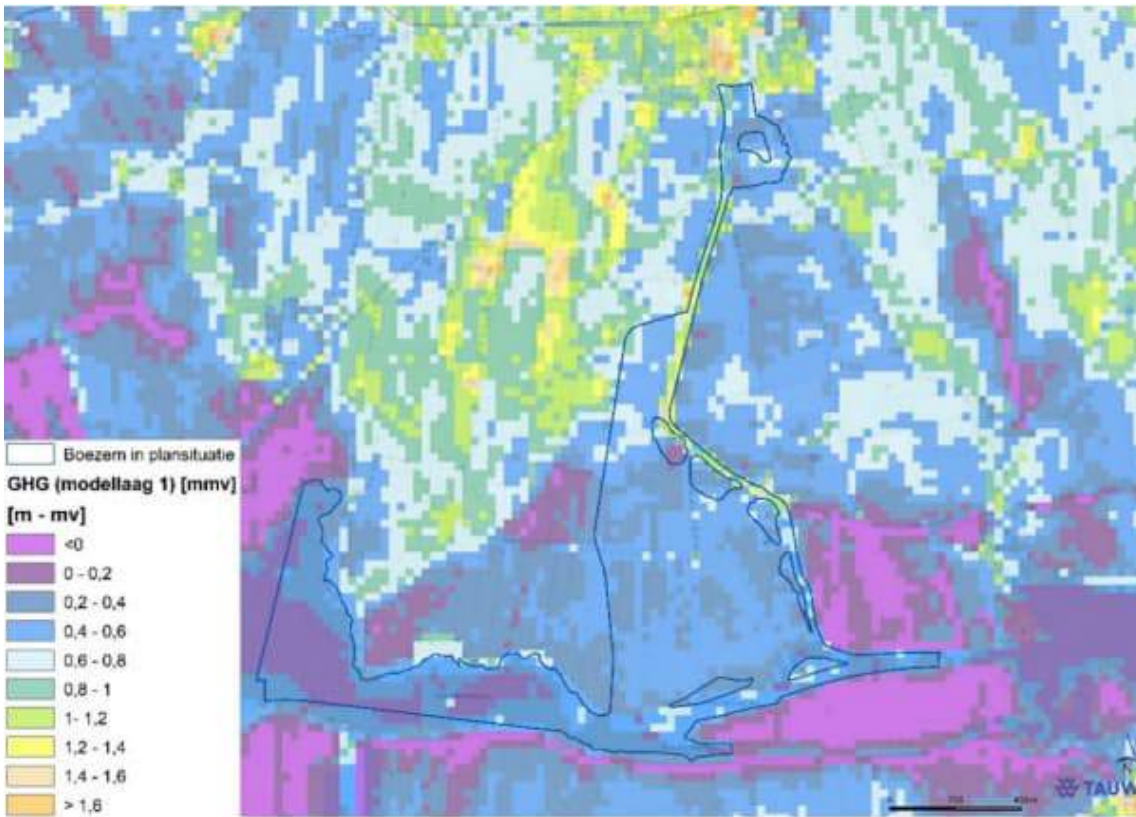 Boezem in plansituatie
GHG (modellaag 1) [mmv]
[m - mv]
<0
0 - 0,2
0,2 - 0,4
0,4 - 0,6
0,6 - 0,8
0,8 - 1
1- 1,2
1,2 - 1,4
1,4 - 1,6
> 1,6
N
TAUW